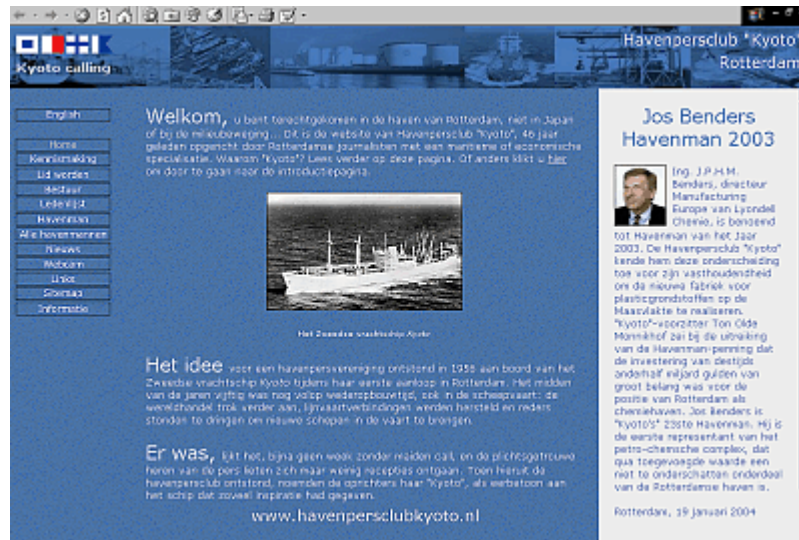 Kyoto calling
Havenpersclub "Kyoto"
Rotterdam
English
Home
Kennismaking
Lid worden
Bestuur
Ledenlijst
Havenman
Alle havenmannen
Nieuws
Webcam
Links
Sitemap
Informatie
Welkom, u bent terechtgekomen in de haven van Rotterdam, niet in Japan
of bij de milieubeweging... Dit is de website van Havenpersclub "Kyoto", 46 jaar
geleden opgericht door Rotterdamse journalisten met een maritieme of economische
specialisatie. Waarom "Kyoto"? Lees verder op deze pagina. Of anders klikt u hier
om door te gaan naar de introductiepagina.
Het Zweedse vrachtschip Kyoto
Het idee voor een havenpersvereniging ontstond in 1956 aan boord van het
Zweedse vrachtschip Kyoto tijdens haar eerste aanloop in Rotterdam. Het midden
van de jaren vijftig was nog volop wederopbouwtijd, ook in de scheepvaart: de
wereldhandel trok verder aan, lijnvaartverbindingen werden hersteld en reders
stonden te dringen om nieuwe schepen in de vaart te brengen.
Er was, lijkt het, bijna geen week zonder maiden call, en de plichtsgetrouwe
heren van de pers lieten zich maar weinig recepties ontgaan. Toen hieruit de
havenpersclub ontstond, noemden de oprichters haar "Kyoto", als eerbetoon aan
het schip dat zoveel inspiratie had gegeven.
www.havenpersclubkyoto.nl
Jos Benders
Havenman 2003
Ing. J.P.H.M.
Benders, directeur
Manufacturing
Europe van Lyondell
Chemie, is benoemd
tot Havenman van het Jaar
2003. De Havenpersclub "Kyoto"
kende hem deze onderscheiding
toe voor zijn vasthoudendheid
om de nieuwe fabriek voor
plasticgrondstoffen op de
Maasvlakte te realiseren.
"Kyoto"-voorzitter Ton Olde
Monnikhof zei bij de uitreiking
van de Havenman-penning dat
de investering van destijds
anderhalf miljard gulden van
groot belang was voor de
positie van Rotterdam als
chemiehaven. Jos Benders is
"Kyoto's" 23ste Havenman. Hij is
de eerste representant van het
petro-chemische complex, dat
qua toegevoegde waarde een
niet te onderschatten onderdeel
van de Rotterdamse haven is.
Rotterdam, 19 januari 2004